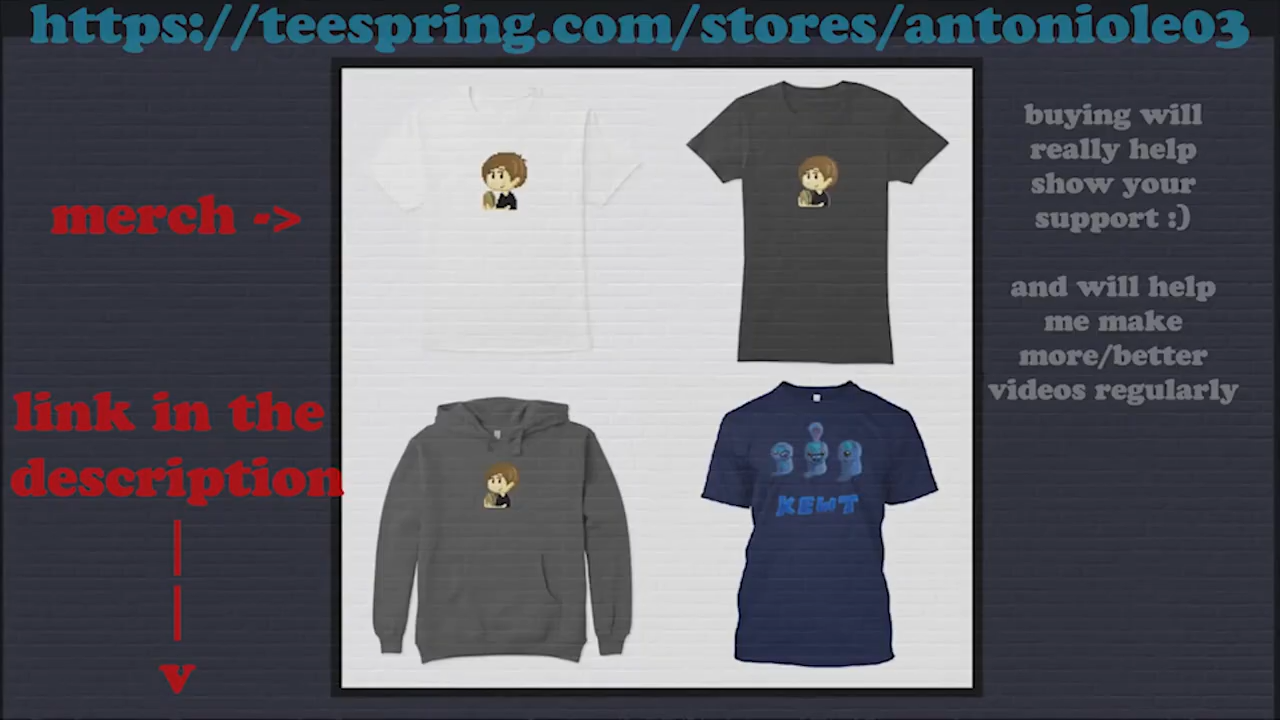 https://teespring.com/stores/antoniole03
merch ->
link in the
description
|
|
v
KEWT
buying will
really help
show your
support :)
and will help
me make
more/better
videos regularly